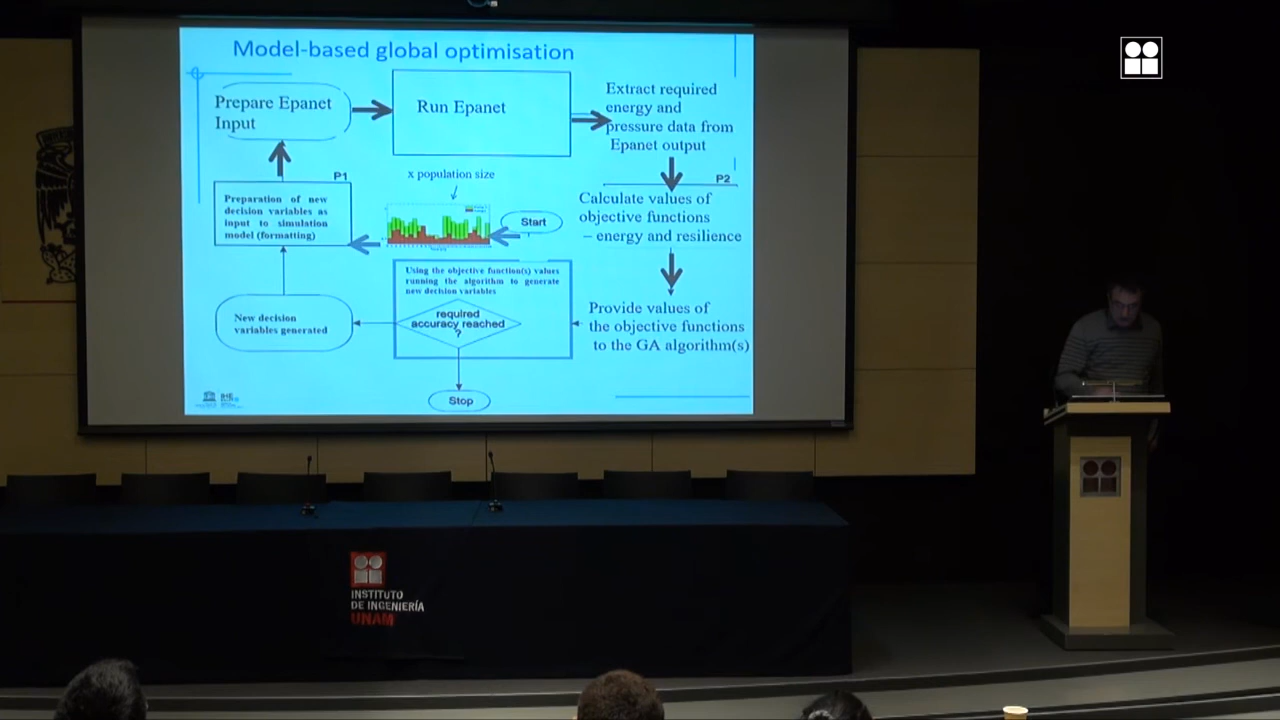 Model-based global optimisation
Prepare Epanet
Input
Run Epanet
Extract required
energy and
pressure data from
Epanet output
P1
x population size
P2
Preparation of new
decision variables as
input to simulation
model (formatting)
Start
Calculate values of
objective functions
– energy and resilience
Using the objective function(s) values
running the algorithm to generate
new decision variables
required
accuracy reached
?
New decision
variables generated
Provide values of
the objective functions
to the GA algorithm(s)
Stop
IHE
INSTITUTO
DE INGENIERÍA
UNAM